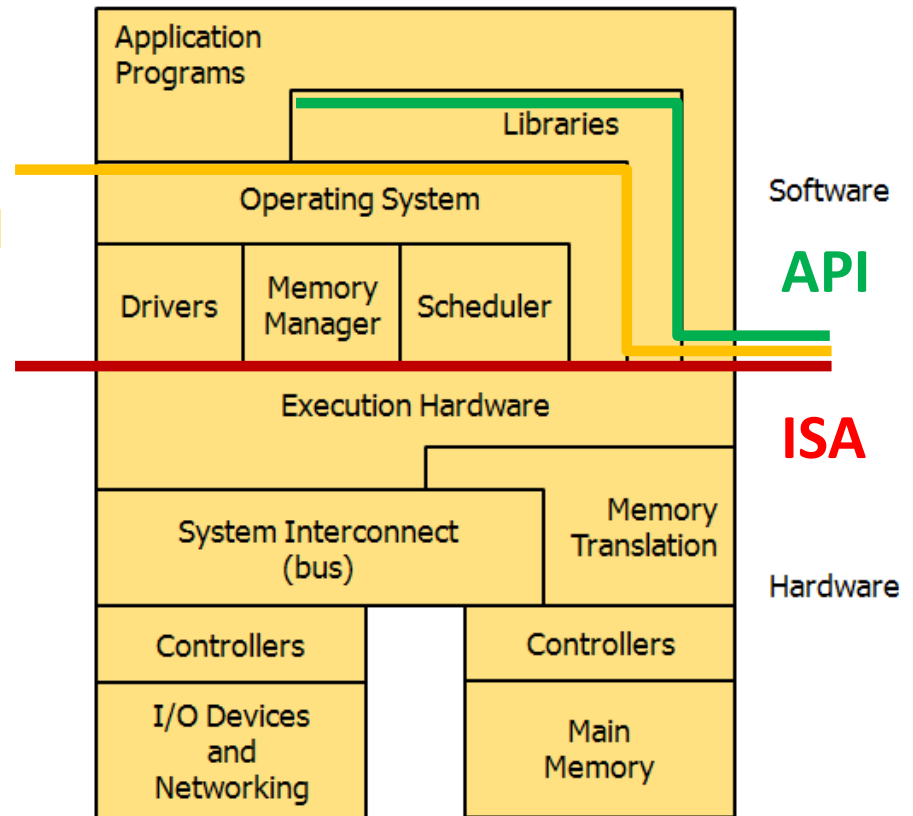 Application
Programs
Libraries
Software
Operating System
API
Drivers
Memory
Manager
Scheduler
Execution Hardware
ISA
System Interconnect
(bus)
Memory
Translation
Hardware
Controllers
Controllers
I/O Devices
and
Networking
Main
Memory